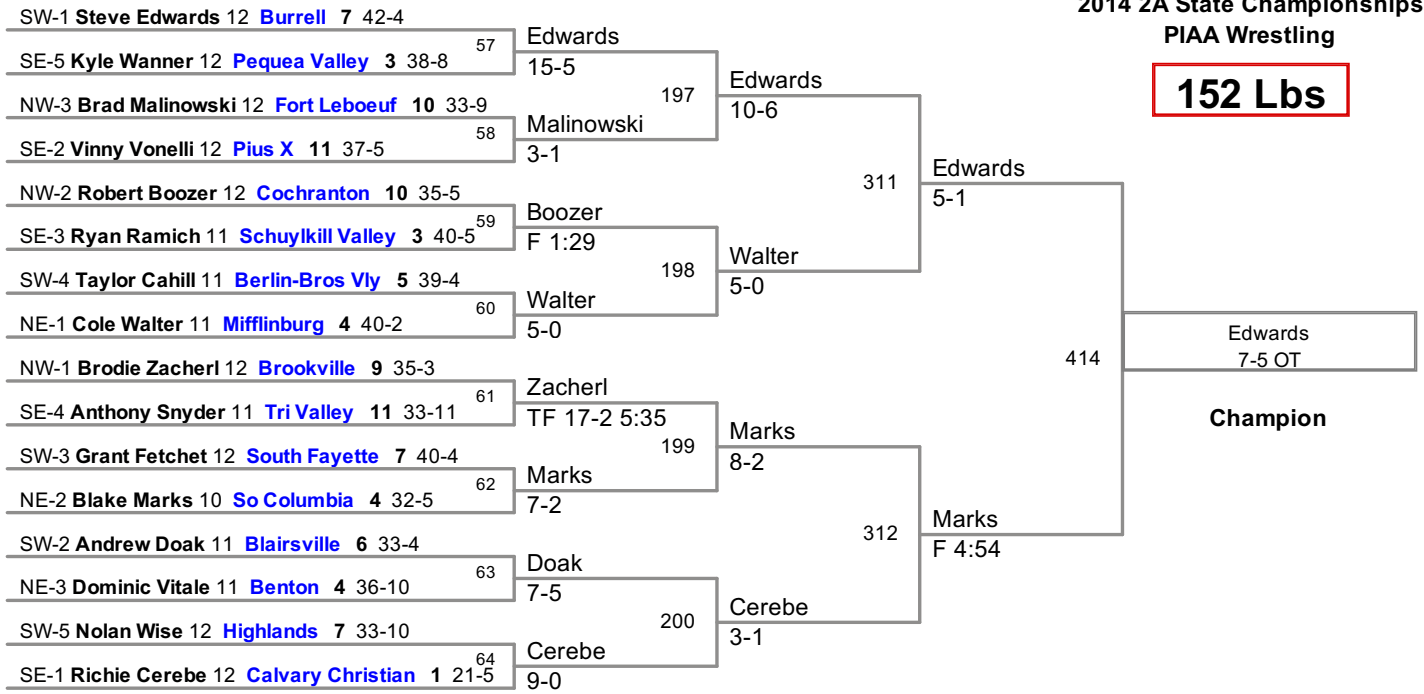 2014 2A State Championships
PIAA Wrestling
152 Lbs
SW-1 Steve Edwards 12 Burrell 7 42-4
57
SE-5 Kyle Wanner 12 Pequea Valley 3 38-8
NW-3 Brad Malinowski 12 Fort Leboeuf 10 33-9
58
SE-2 Vinny Vonelli 12 Pius X 11 37-5
NW-2 Robert Boozer 12 Cochranton 10 35-5
59
SE-3 Ryan Ramich 11 Schuylkill Valley 3 40-5
SW-4 Taylor Cahill 11 Berlin-Bros Vly 5 39-4
60
NE-1 Cole Walter 11 Mifflinburg 4 40-2
NW-1 Brodie Zacherl 12 Brookville 9 35-3
61
SE-4 Anthony Snyder 11 Tri Valley 11 33-11
SW-3 Grant Fetchet 12 South Fayette 7 40-4
62
NE-2 Blake Marks 10 So Columbia 4 32-5
SW-2 Andrew Doak 11 Blairsville 6 33-4
63
NE-3 Dominic Vitale 11 Benton 4 36-10
SW-5 Nolan Wise 12 Highlands 7 33-10
64
SE-1 Richie Cerebe 12 Calvary Christian 1 21-5
Edwards
15-5
197
Malinowski
3-1
Boozer
F 1:29
198
Walter
5-0
Zacherl
TF 17-2 5:35
199
Marks
7-2
Doak
7-5
200
Cerebe
9-0
Edwards
10-6
311
Walter
5-0
Marks
8-2
312
Cerebe
3-1
Edwards
5-1
414
Marks
F 4:54
Edwards
7-5 OT
Champion